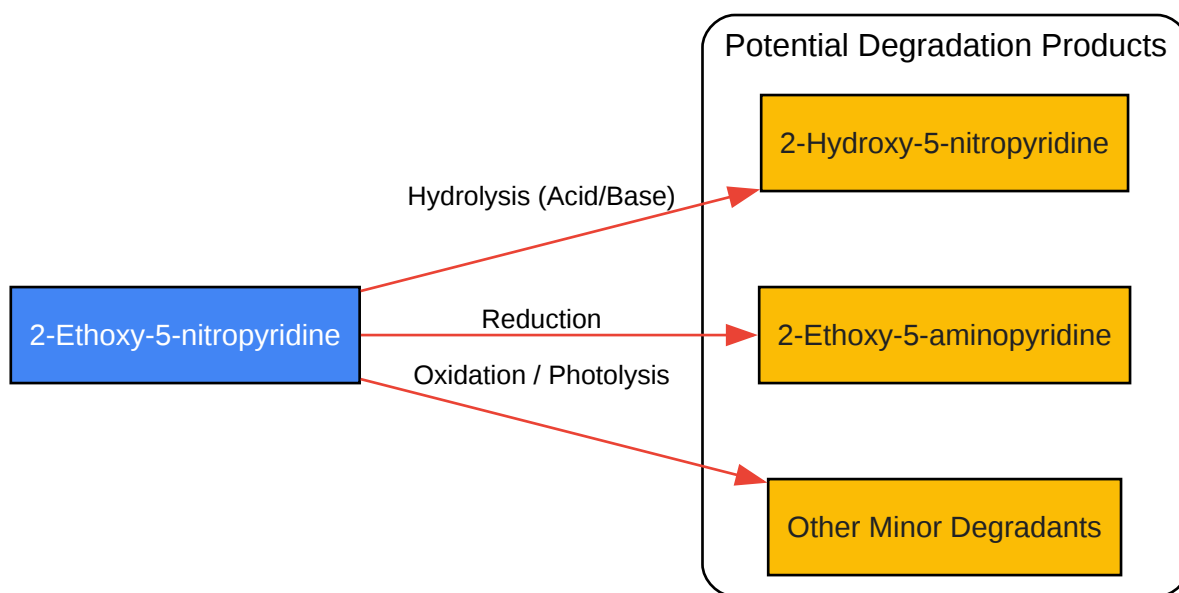 Potential Degradation Products
2-Hydroxy-5-nitropyridine
Hydrolysis (Acid/Base)
2-Ethoxy-5-nitropyridine
Reduction
2-Ethoxy-5-aminopyridine
Oxidation / Photolysis
Other Minor Degradants